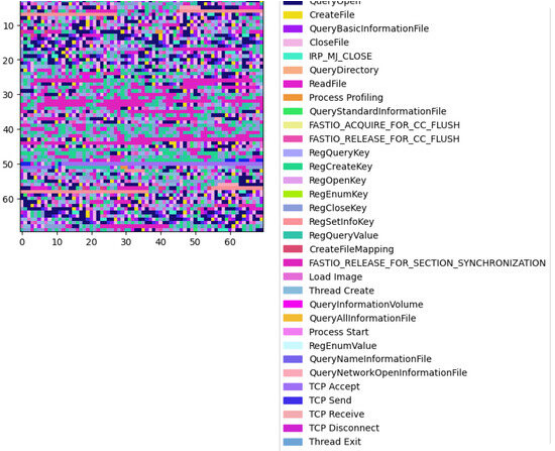 QueryOpen
CreateFile
QueryBasicInformationFile
CloseFile
IRP_MJ_CLOSE
QueryDirectory
ReadFile
Process Profiling
QueryStandardInformationFile
FASTIO_ACQUIRE_FOR_CC_FLUSH
FASTIO_RELEASE_FOR_CC_FLUSH
RegQueryKey
RegCreateKey
RegOpenKey
RegEnumKey
RegCloseKey
RegSetInfoKey
RegQueryValue
CreateFileMapping
FASTIO_RELEASE_FOR_SECTION_SYNCHRONIZATION
Load Image
Thread Create
QueryInformationVolume
QueryAllInformationFile
Process Start
RegEnumValue
QueryNameInformationFile
QueryNetworkOpenInformationFile
TCP Accept
TCP Send
TCP Receive
TCP Disconnect
Thread Exit
10
20
30
40
50
60
0 10 20 30 40 50 60